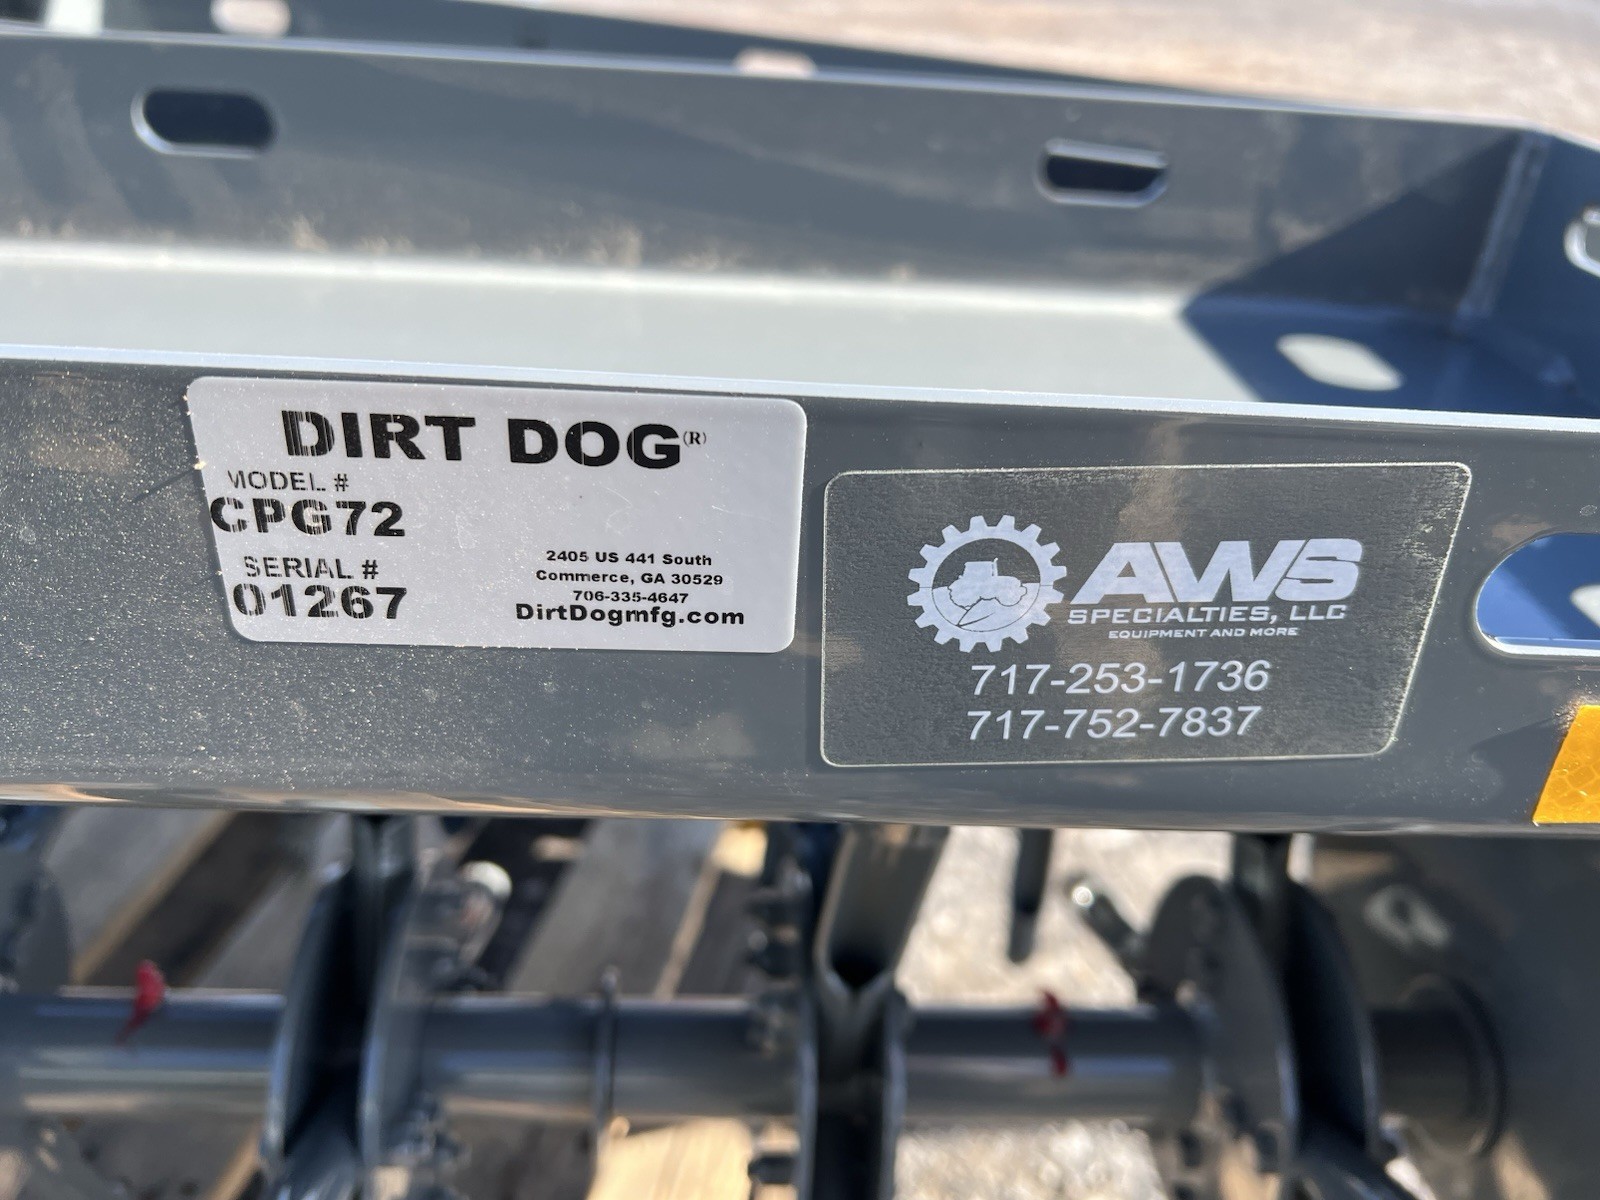 DIRT DOG(R)
MODEL #
CPG72
SERIAL #
01267
2405 US 441 South
Commerce, GA 30529
706-335-4647
DirtDogmfg.com
AWS
SPECIALTIES, LLC
EQUIPMENT AND MORE
717-253-1736
717-752-7837